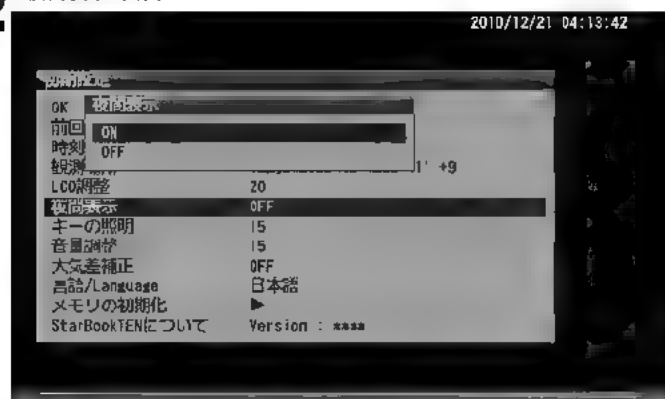 2010/12/21 04:13:42
初期設定
OK 夜間表示
前回
ON
時刻
OFF
観測
1' +9
LCD調整 20
夜間表示 OFF
キーの照明 15
音量調整 15
大気差補正 OFF
言語/Language 日本語
メモリの初期化 ▶
StarBookTENについて Version : ****